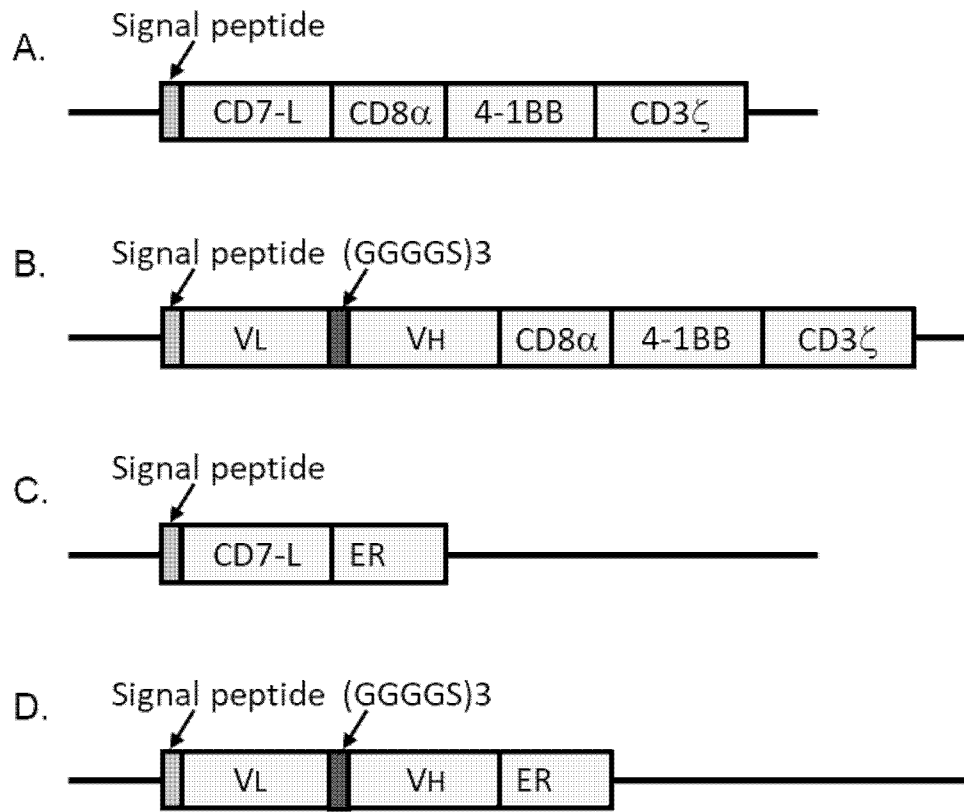 A.
Signal peptide
CD7-L CD8α 4-1BB CD3ζ
B.
Signal peptide (GGGGS)3
VL VH CD8α 4-1BB CD3ζ
C.
Signal peptide
CD7-L ER
D.
Signal peptide (GGGGS)3
VL VH ER